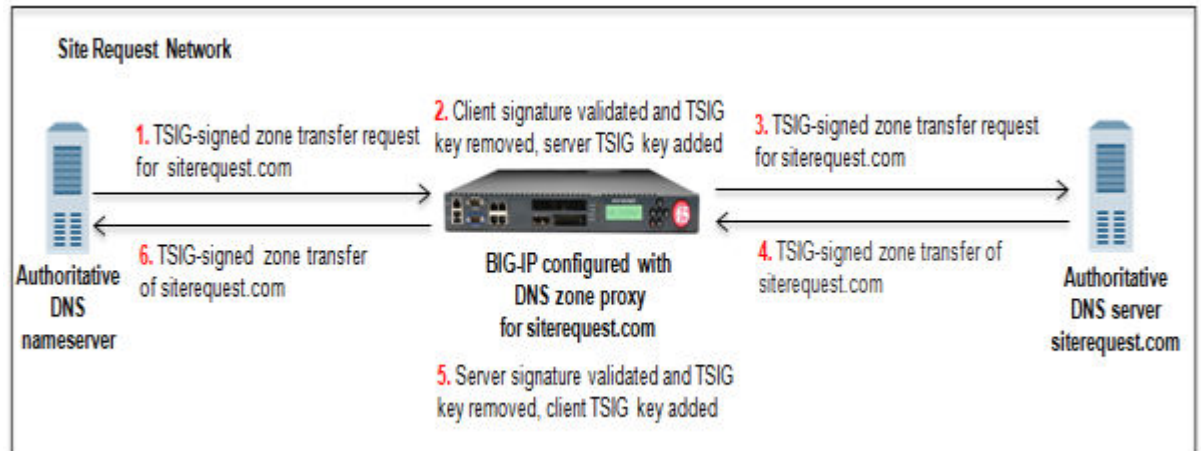 Site Request Network
1. TSIG-signed zone transfer request
for siterequest.com
2. Client signature validated and TSIG
key removed, server TSIG key added
3. TSIG-signed zone transfer request
for siterequest.com
6. TSIG-signed zone transfer
of siterequest.com
4. TSIG-signed zone transfer of
siterequest.com
Authoritative
DNS
nameserver
BIG-IP configured with
DNS zone proxy
for siterequest.com
Authoritative
DNS server
siterequest.com
5. Server signature validated and TSIG
key removed, client TSIG key added